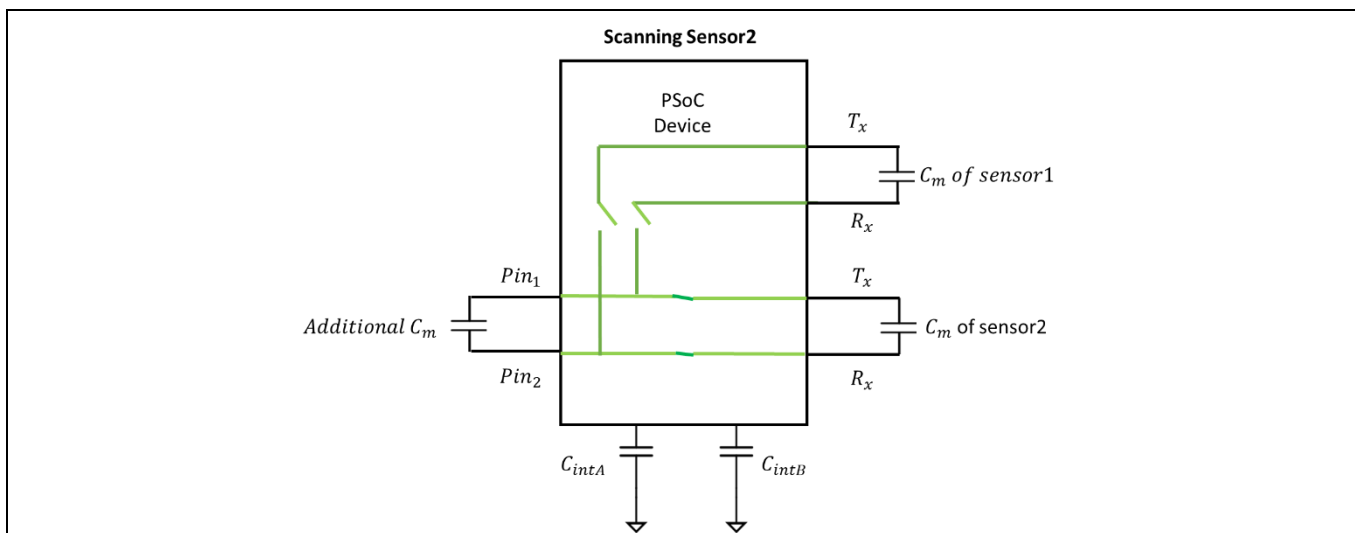 Scanning Sensor2
PSoC
Device
Tx
Cm of sensor1
Rx
Pin1
Tx
Additional Cm
Cm of sensor2
Pin2
Rx
CintA
CintB